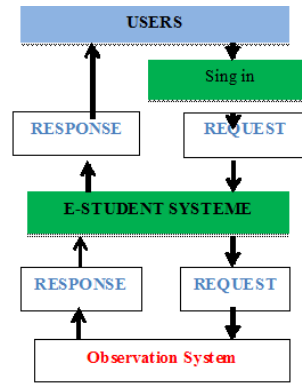 USERS
Sing in
RESPONSE
REQUEST
E-STUDENT SYSTEME
RESPONSE
REQUEST
Observation System